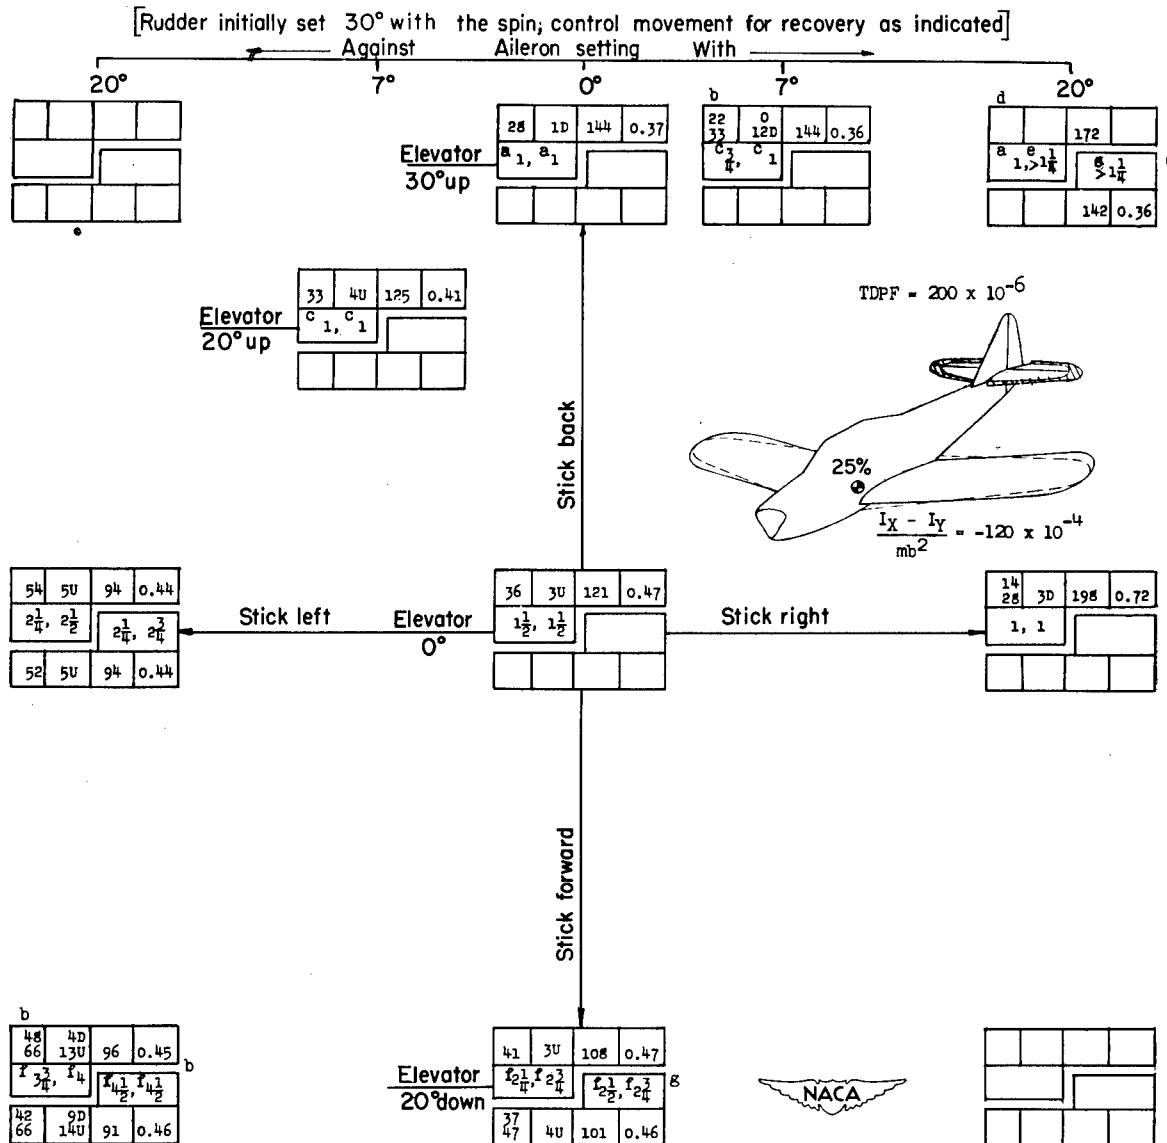 [Rudder initially set 30° with the spin; control movement for recovery as indicated]
Against Aileron setting With
20° 7° 0° 7° 20°
b d
28 1D 144 0.37
22 0
33 12D 144 0.36
172
Elevator
30° up
a 1, a 1
c 3/4, c 1
a 1, e >1 1/4
>1 1/4
142 0.36
33 4U 125 0.41
Elevator
20° up
c 1, c 1
TDPF = 200 x 10-6
Stick back
25%
IX - IY
mb2
= -120 x 10-4
54 5U 94 0.44
36 3U 121 0.47
14
28 3D 198 0.72
2 1/4, 2 1/2
2 1/4, 2 3/4
Stick left
Elevator
0°
1 1/2, 1 1/2
Stick right
1, 1
52 5U 94 0.44
Stick forward
b
48 4D
66 13U 96 0.45
b
f 3 3/4, f 4
f 4 1/2, f 4 1/2
42 9D
66 14U 91 0.46
41 3U 108 0.47
Elevator
20° down
f 2 1/4, f 2 3/4
f 2 1/2, f 2 3/4
g
37
47 4U 101 0.46
NACA